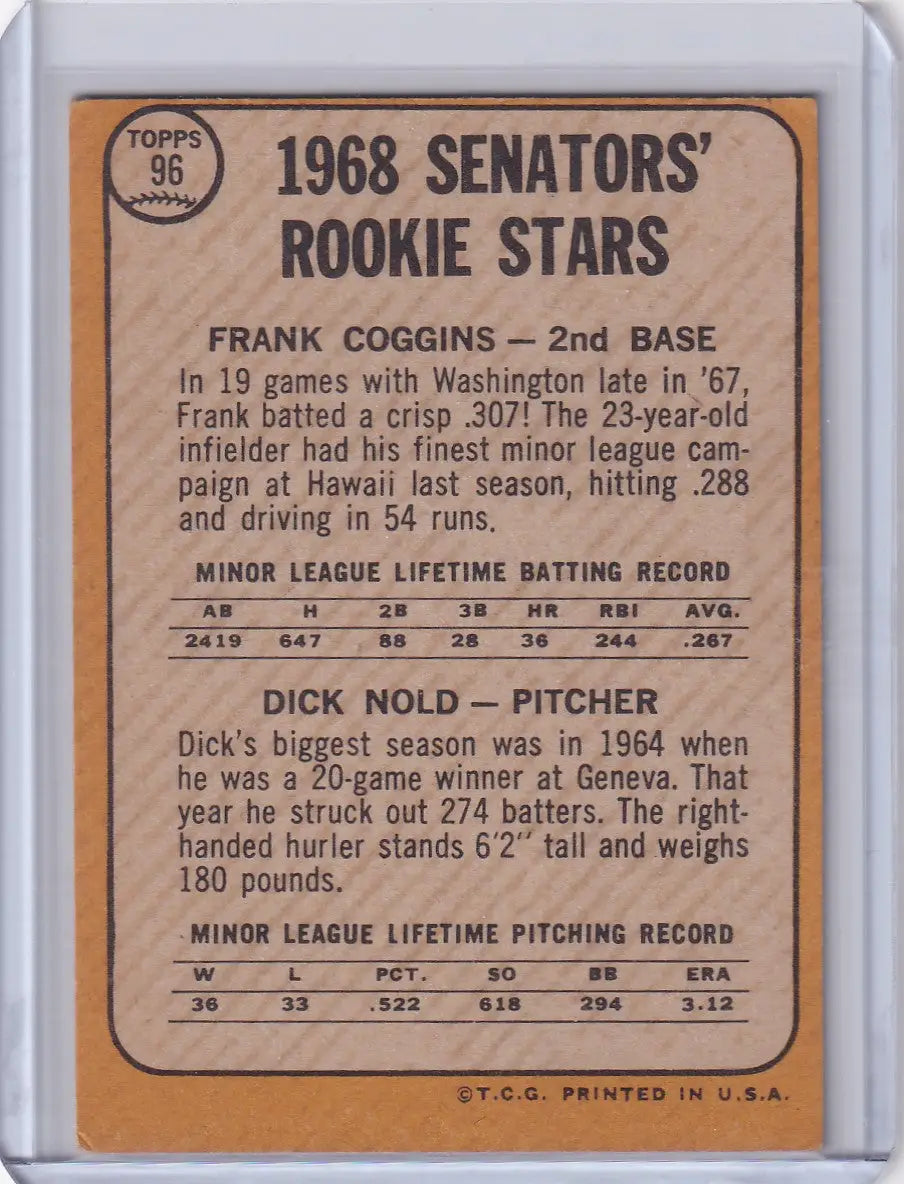 TOPPS
96
1968 SENATORS'
ROOKIE STARS
FRANK COGGINS — 2nd BASE
In 19 games with Washington late in '67,
Frank batted a crisp .307! The 23-year-old
infielder had his finest minor league cam-
paign at Hawaii last season, hitting .288
and driving in 54 runs.
MINOR LEAGUE LIFETIME BATTING RECORD
AB H 2B 3B HR RBI AVG.
2419 647 88 28 36 244 .267
DICK NOLD — PITCHER
Dick's biggest season was in 1964 when
he was a 20-game winner at Geneva. That
year he struck out 274 batters. The right-
handed hurler stands 6'2'' tall and weighs
180 pounds.
MINOR LEAGUE LIFETIME PITCHING RECORD
W L PCT. SO BB ERA
36 33 .522 618 294 3.12
©T.C.G. PRINTED IN U.S.A.